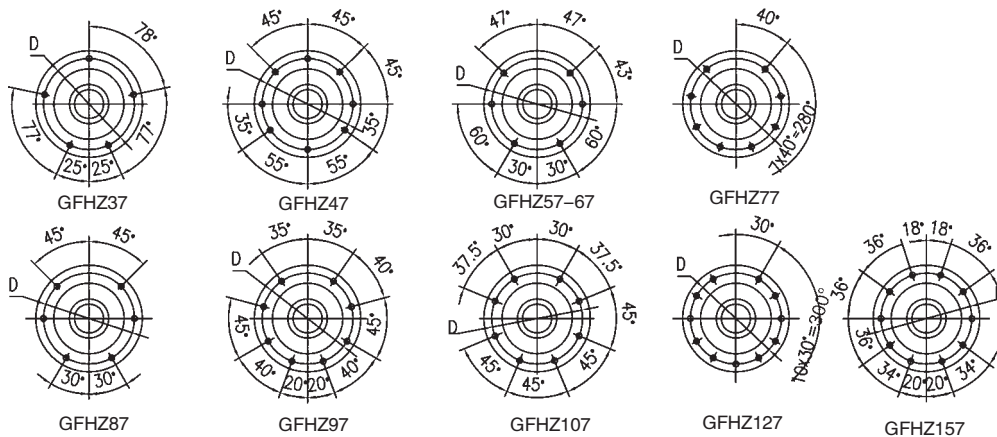 78°
D
77° 77°
25° 25°
GFHZ37
45° 45°
D
45°
35° 35°
55° 55°
GFHZ47
47° 47°
D
43°
60° 60°
30° 30°
GFHZ57-67
40°
D
7x40°=280°
GFHZ77
45° 45°
D
30° 30°
GFHZ87
35° 35°
D
40°
45° 45°
40° 40°
20° 20°
GFHZ97
30° 30°
37.5° 37.5°
D
45°
45° 45°
45°
GFHZ107
30°
D
10x30°=300°
GFHZ127
18° 18°
36° 36°
36°
36°
34° 34°
20° 20°
GFHZ157